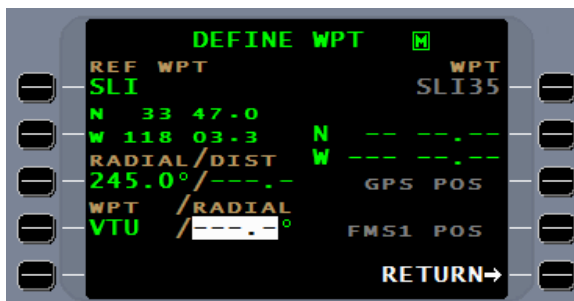 DEFINE WPT M
REF WPT WPT
SLI SLI35
N 33 47.0
W 118 03.3 N -- --.--
RADIAL/DIST W --- --.--
245.0°/---.- GPS POS
WPT /RADIAL
VTU /---.-° FMS1 POS
RETURN→